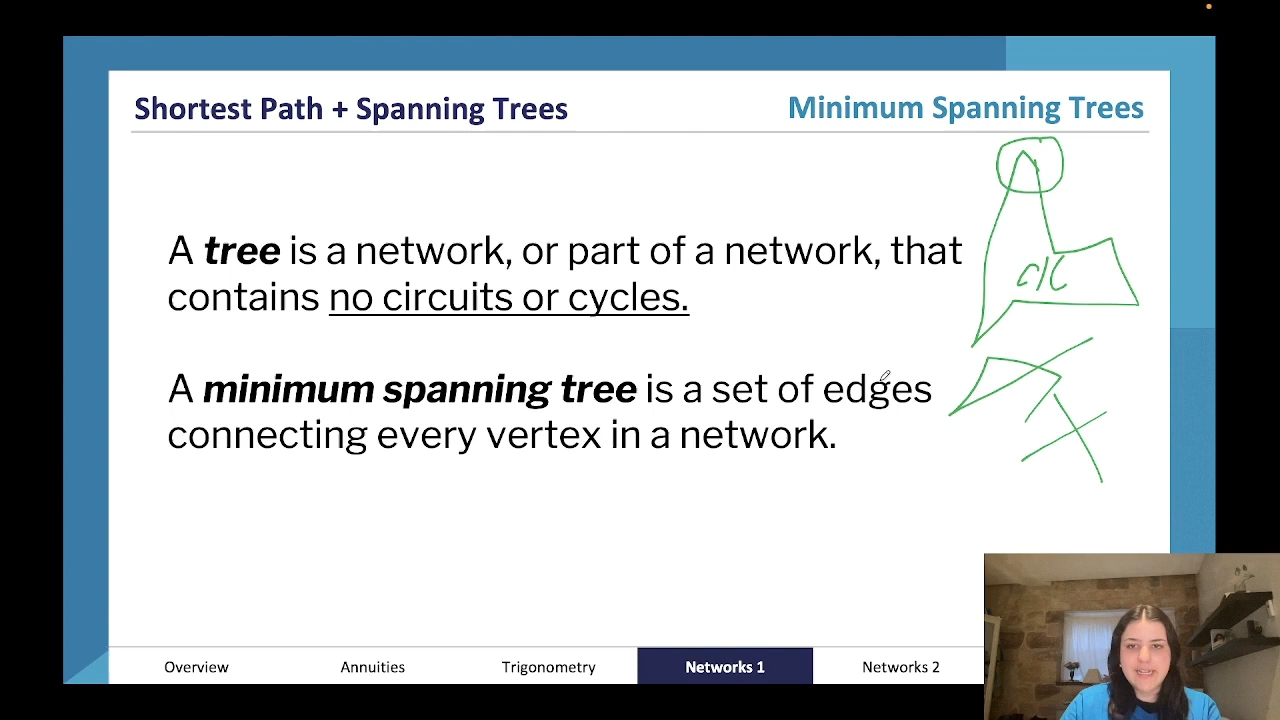 Shortest Path + Spanning Trees
Minimum Spanning Trees
A tree is a network, or part of a network, that
contains no circuits or cycles.
C/C
A minimum spanning tree is a set of edges
connecting every vertex in a network.
Overview
Annuities
Trigonometry
Networks 1
Networks 2